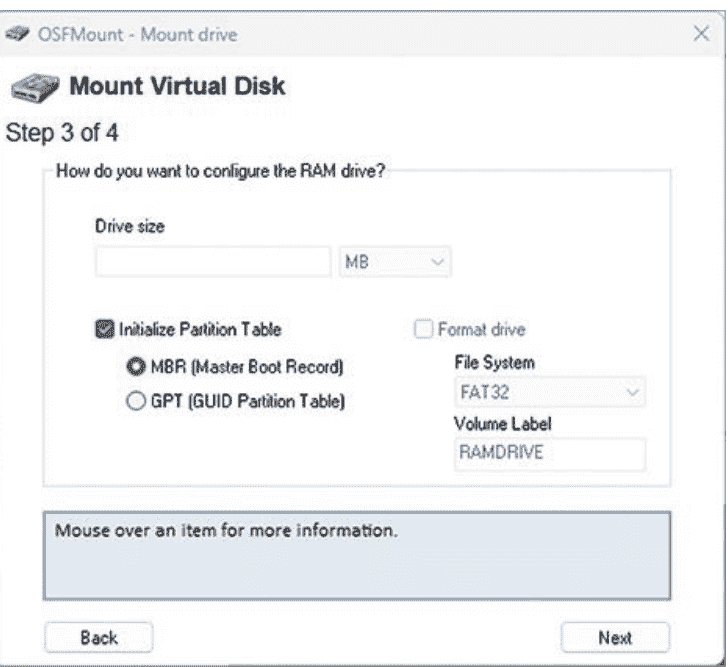 OSFMount - Mount drive
Mount Virtual Disk
Step 3 of 4
How do you want to configure the RAM drive?
Drive size
MB
Initialize Partition Table
Format drive
MBR (Master Boot Record)
File System
GPT (GUID Partition Table)
FAT32
Volume Label
RAMDRIVE
Mouse over an item for more information.
Back
Next